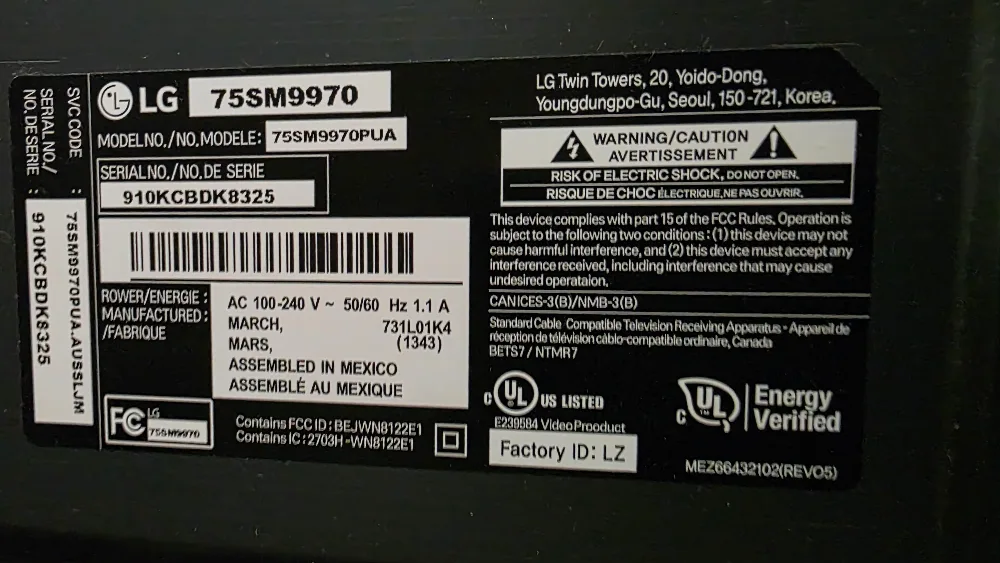 SVC CODE : 75SM9970PUA.AUSSLJM
SERIAL NO./
NO.DE SERIE : 910KCBDK8325
LG 75SM9970
MODEL NO./NO.MODELE: 75SM9970PUA
SERIAL NO./NO.DE SERIE
910KCBDK8325
POWER/ENERGIE :
MANUFACTURED :
/FABRIQUE
AC 100-240 V ~ 50/60 Hz 1.1 A
MARCH, 731L01K4
MARS, (1343)
ASSEMBLED IN MEXICO
ASSEMBLÉ AU MEXIQUE
FC LG
75SM9970
Contains FCC ID : BEJWN8122E1
Contains IC : 2703H-WN8122E1
LG Twin Towers, 20, Yoido-Dong,
Youngdungpo-Gu, Seoul, 150-721, Korea.
WARNING/CAUTION
AVERTISSEMENT
RISK OF ELECTRIC SHOCK, DO NOT OPEN.
RISQUE DE CHOC ÉLECTRIQUE,NE PAS OUVRIR.
This device complies with part 15 of the FCC Rules. Operation is
subject to the following two conditions : (1) this device may not
cause harmful interference, and (2) this device must accept any
interference received, including interference that may cause
undesired operataion.
CAN ICES-3(B)/NMB-3(B)
Standard Cable Compatible Television Receiving Apparatus • Appareil de
réception de télévision câblo-compatible ordinaire, Canada
BETS7 / NTMR7
C UL US LISTED
E239584 Video Product
Factory ID: LZ
C UL TM Energy
Verified
MEZ66432102(REV05)